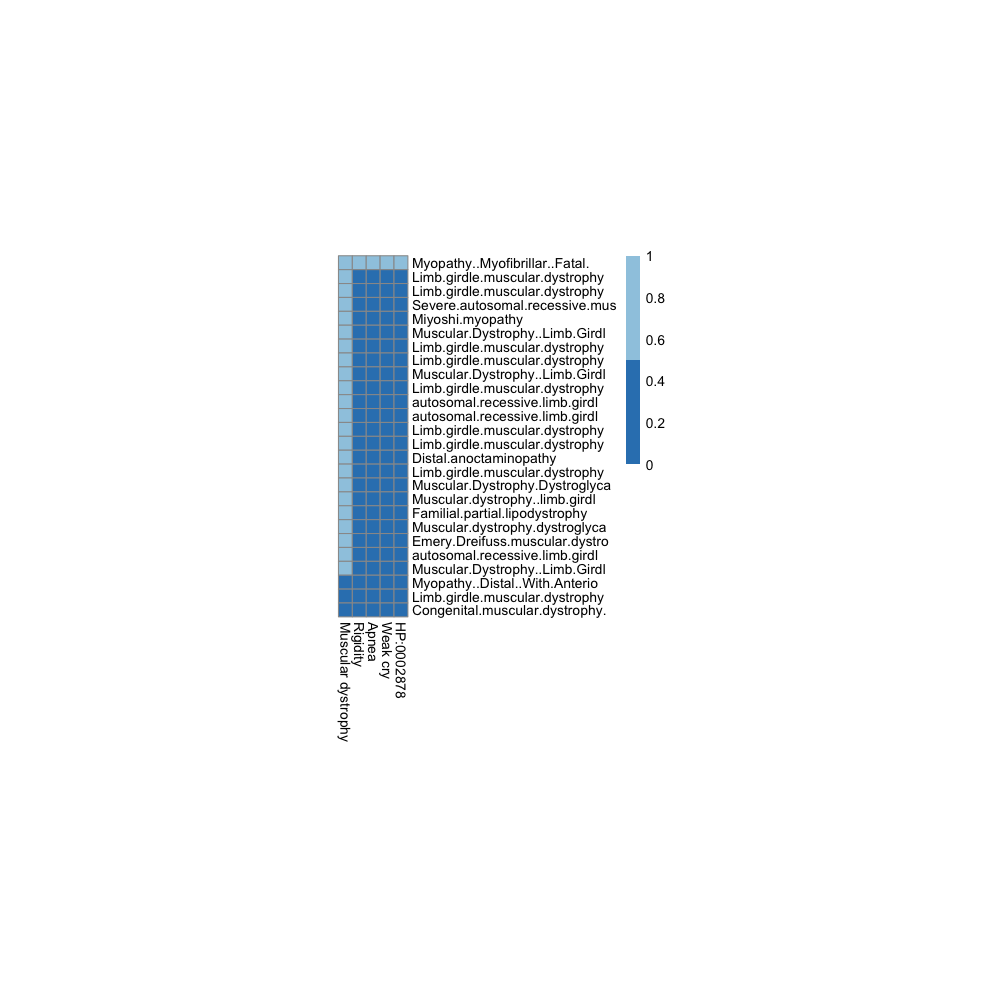 Myopathy..Myofibrillar..Fatal.
Limb.girdle.muscular.dystrophy
Limb.girdle.muscular.dystrophy
Severe.autosomal.recessive.mus
Miyoshi.myopathy
Muscular.Dystrophy..Limb.Girdl
Limb.girdle.muscular.dystrophy
Limb.girdle.muscular.dystrophy
Muscular.Dystrophy..Limb.Girdl
Limb.girdle.muscular.dystrophy
autosomal.recessive.limb.girdl
autosomal.recessive.limb.girdl
Limb.girdle.muscular.dystrophy
Limb.girdle.muscular.dystrophy
Distal.anoctaminopathy
Limb.girdle.muscular.dystrophy
Muscular.Dystrophy.Dystroglyca
Muscular.dystrophy..limb.girdl
Familial.partial.lipodystrophy
Muscular.dystrophy.dystroglyca
Emery.Dreifuss.muscular.dystro
autosomal.recessive.limb.girdl
Muscular.Dystrophy..Limb.Girdl
Myopathy..Distal..With.Anterio
Limb.girdle.muscular.dystrophy
Congenital.muscular.dystrophy.
1
0.8
0.6
0.4
0.2
0
Muscular dystrophy
Rigidity
Apnea
Weak cry
HP:0002878